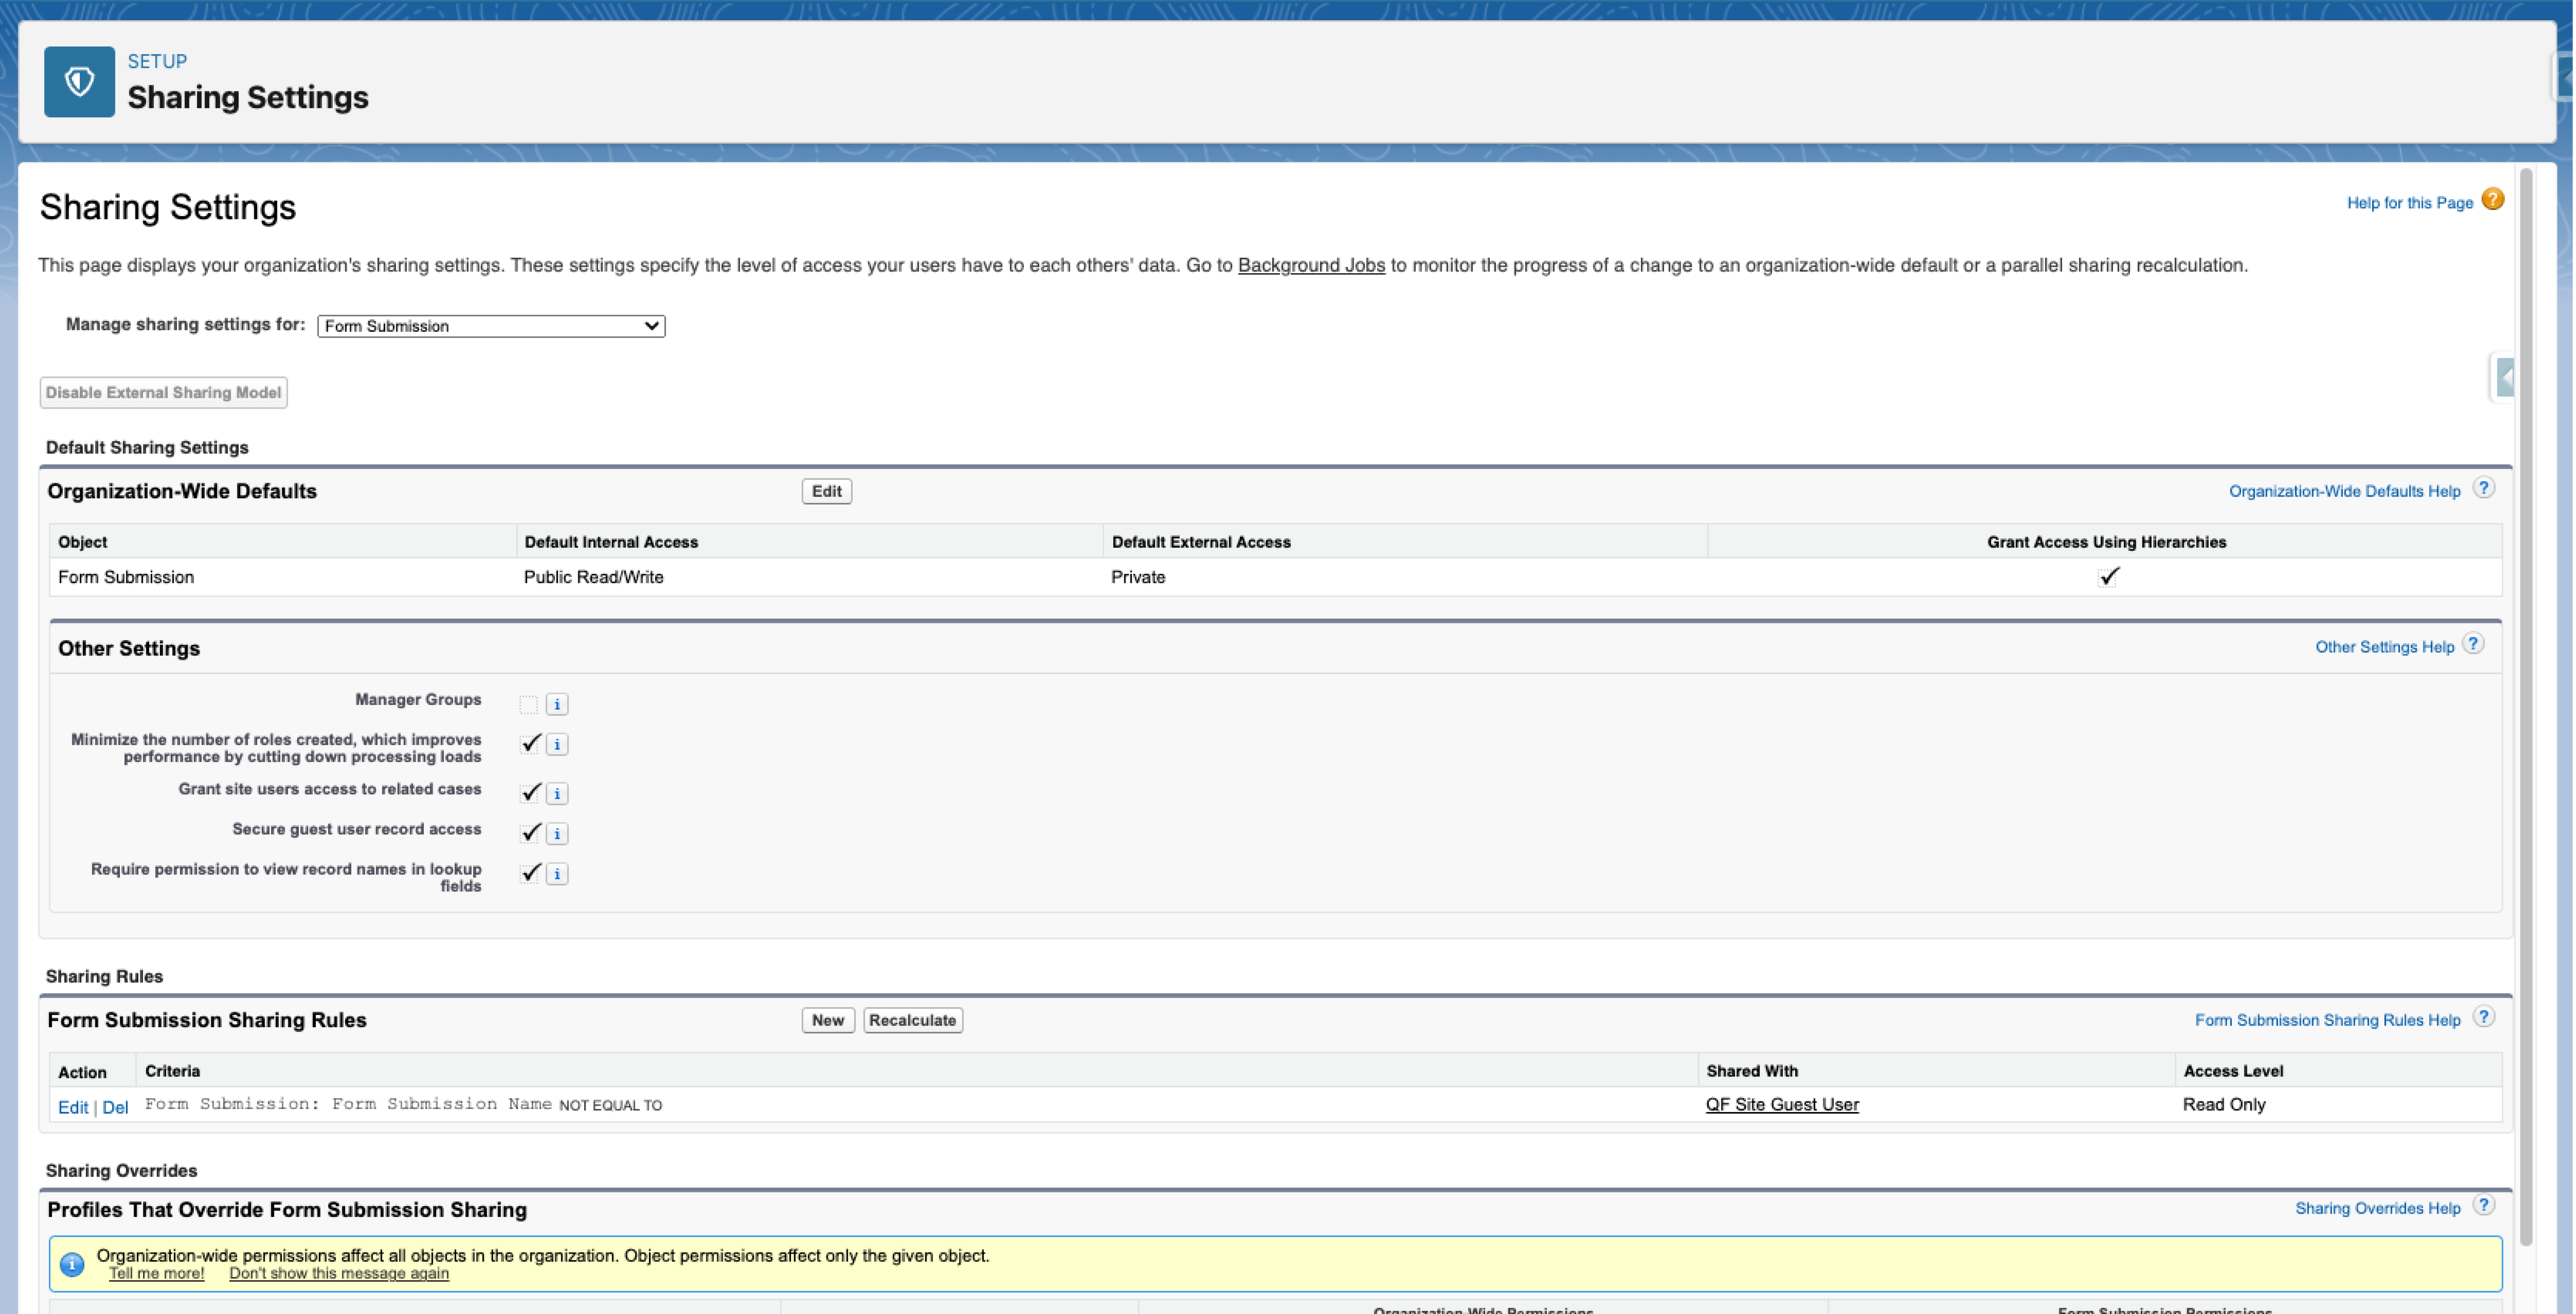 SETUP
Sharing Settings
Sharing Settings
Help for this Page ?
This page displays your organization's sharing settings. These settings specify the level of access your users have to each others' data. Go to Background Jobs to monitor the progress of a change to an organization-wide default or a parallel sharing recalculation.
Manage sharing settings for: Form Submission
Disable External Sharing Model
Default Sharing Settings
Organization-Wide Defaults Edit Organization-Wide Defaults Help ?
Object Default Internal Access Default External Access Grant Access Using Hierarchies
Form Submission Public Read/Write Private ✓
Other Settings Other Settings Help ?
Manager Groups i
Minimize the number of roles created, which improves
performance by cutting down processing loads ✓ i
Grant site users access to related cases ✓ i
Secure guest user record access ✓ i
Require permission to view record names in lookup
fields ✓ i
Sharing Rules
Form Submission Sharing Rules New Recalculate Form Submission Sharing Rules Help ?
Action Criteria Shared With Access Level
Edit | Del Form Submission: Form Submission Name NOT EQUAL TO QF Site Guest User Read Only
Sharing Overrides
Profiles That Override Form Submission Sharing Sharing Overrides Help ?
i Organization-wide permissions affect all objects in the organization. Object permissions affect only the given object.
Tell me more! Don't show this message again
Organization-Wide Permissions Form Submission Permissions